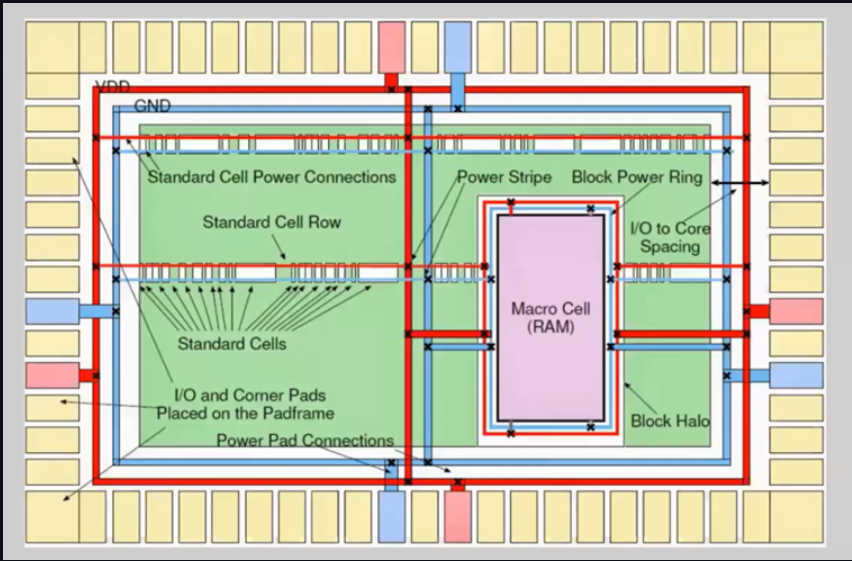 VDD
GND
Standard Cell Power Connections
Power Stripe
Block Power Ring
Standard Cell Row
I/O to Core
Spacing
Macro Cell
(RAM)
Standard Cells
I/O and Corner Pads
Placed on the Padframe
Block Halo
Power Pad Connections